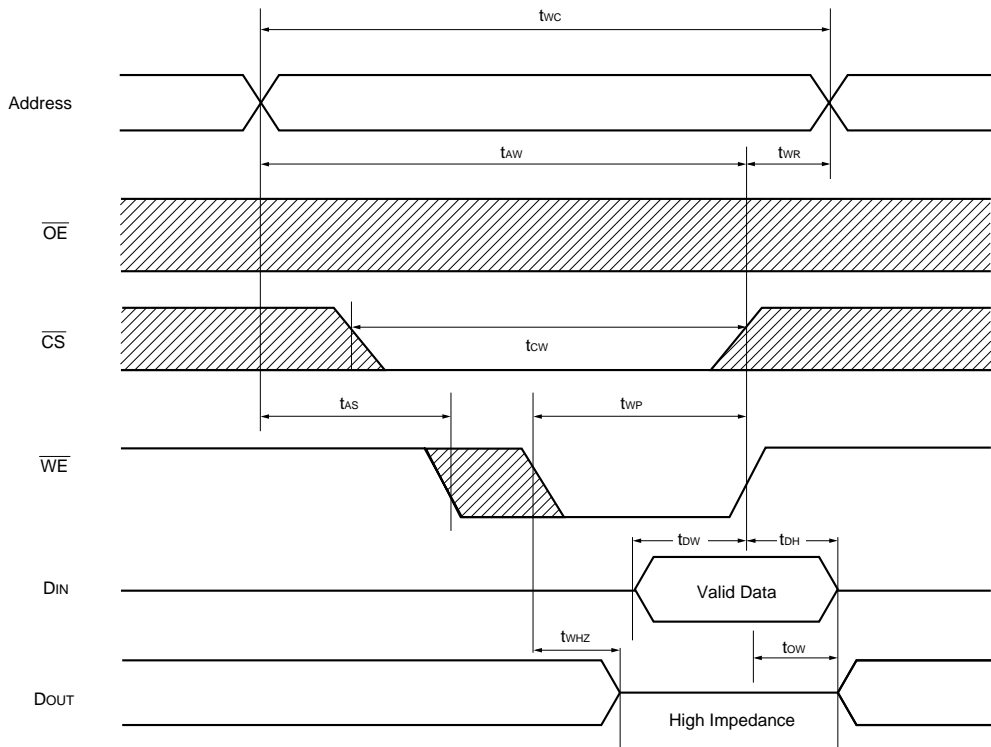 tWC
Address
tAW
tWR
OE
CS
tCW
tAS
tWP
WE
tDW
tDH
DIN
Valid Data
tWHZ
tOW
DOUT
High Impedance